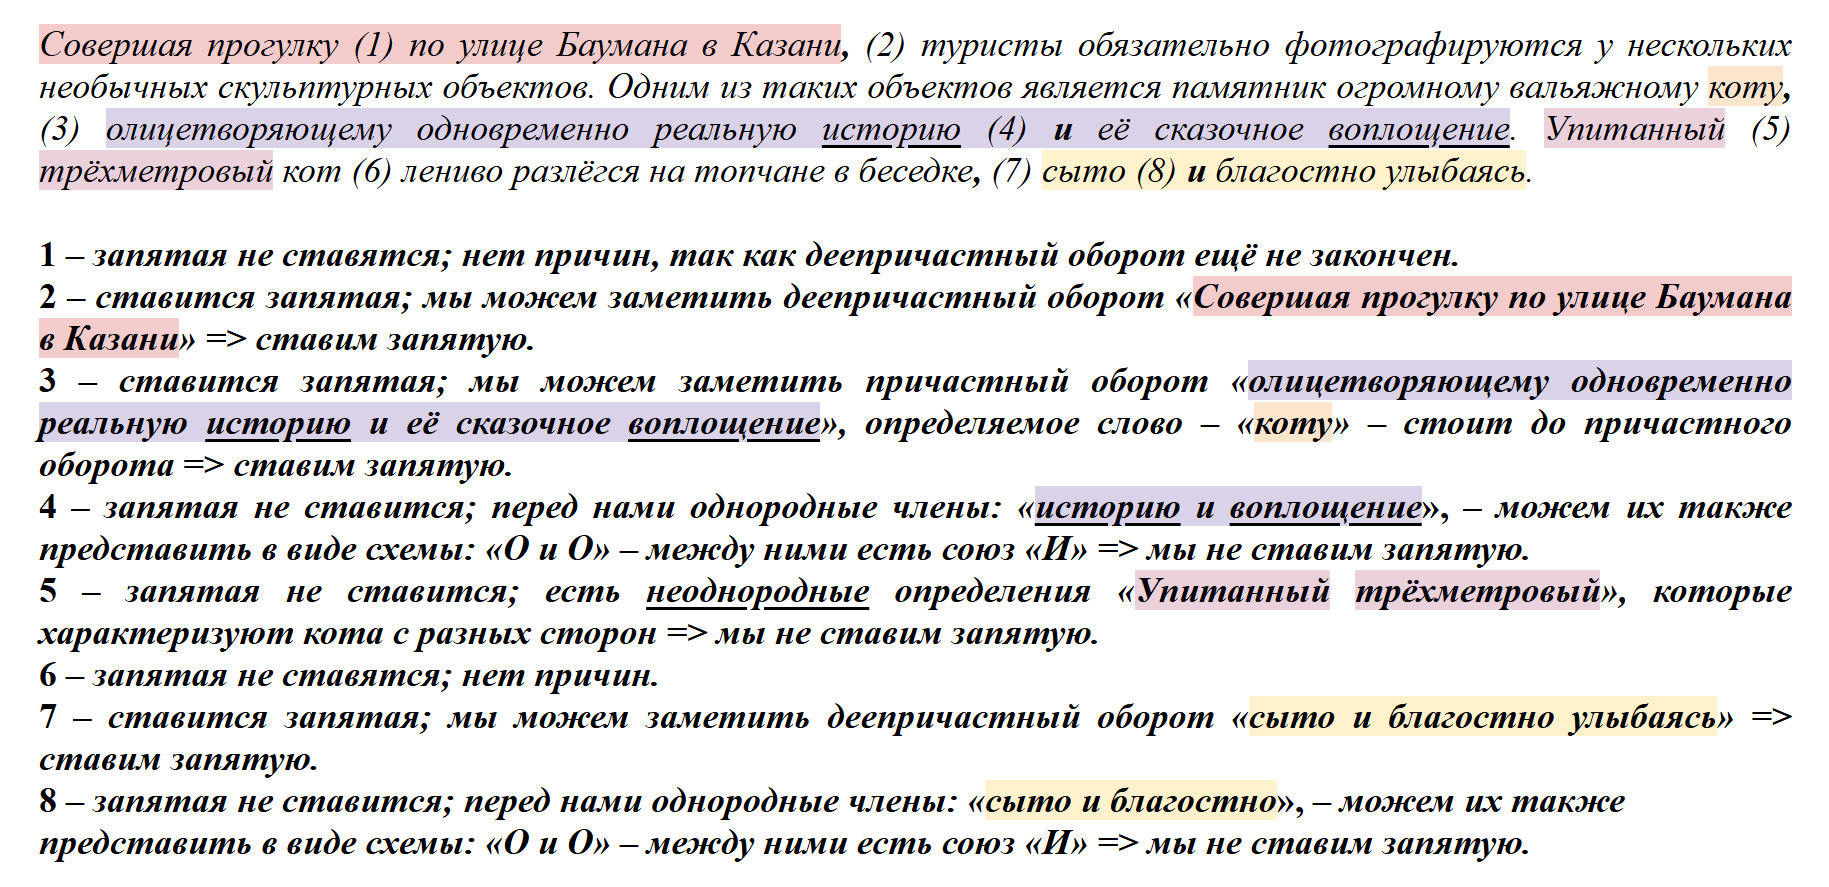 Совершая прогулку (1) по улице Баумана в Казани, (2) туристы обязательно фотографируются у нескольких
необычных скульптурных объектов. Одним из таких объектов является памятник огромному вальяжному коту,
(3) олицетворяющему одновременно реальную историю (4) и её сказочное воплощение. Упитанный (5)
трёхметровый кот (6) лениво разлёгся на топчане в беседке, (7) сыто (8) и благостно улыбаясь.
1 – запятая не ставятся; нет причин, так как деепричастный оборот ещё не закончен.
2 – ставится запятая; мы можем заметить деепричастный оборот «Совершая прогулку по улице Баумана
в Казани» => ставим запятую.
3 – ставится запятая; мы можем заметить причастный оборот «олицетворяющему одновременно
реальную историю и её сказочное воплощение», определяемое слово – «коту» – стоит до причастного
оборота => ставим запятую.
4 – запятая не ставится; перед нами однородные члены: «историю и воплощение», – можем их также
представить в виде схемы: «О и О» – между ними есть союз «И» => мы не ставим запятую.
5 – запятая не ставится; есть неоднородные определения «Упитанный трёхметровый», которые
характеризуют кота с разных сторон => мы не ставим запятую.
6 – запятая не ставятся; нет причин.
7 – ставится запятая; мы можем заметить деепричастный оборот «сыто и благостно улыбаясь» =>
ставим запятую.
8 – запятая не ставится; перед нами однородные члены: «сыто и благостно», – можем их также
представить в виде схемы: «О и О» – между ними есть союз «И» => мы не ставим запятую.